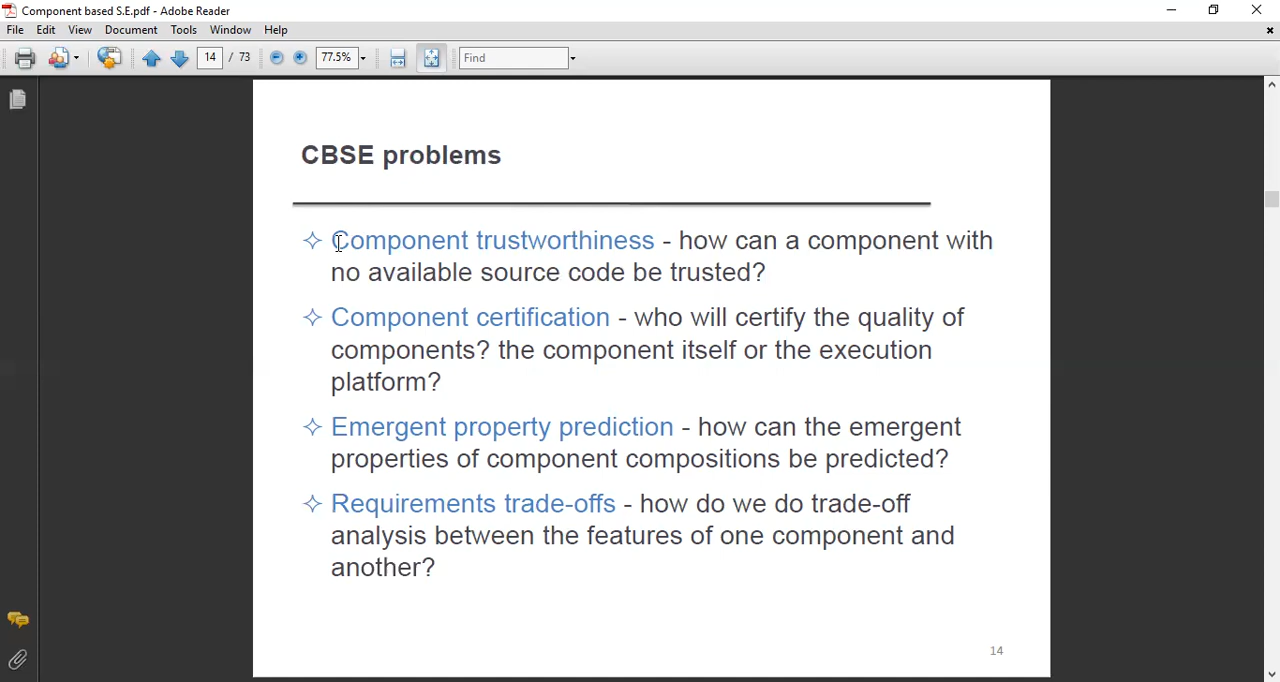 Component based S.E.pdf - Adobe Reader
File Edit View Document Tools Window Help
14 / 73 77.5% Find
CBSE problems
Component trustworthiness - how can a component with
no available source code be trusted?
Component certification - who will certify the quality of
components? the component itself or the execution
platform?
Emergent property prediction - how can the emergent
properties of component compositions be predicted?
Requirements trade-offs - how do we do trade-off
analysis between the features of one component and
another?
14